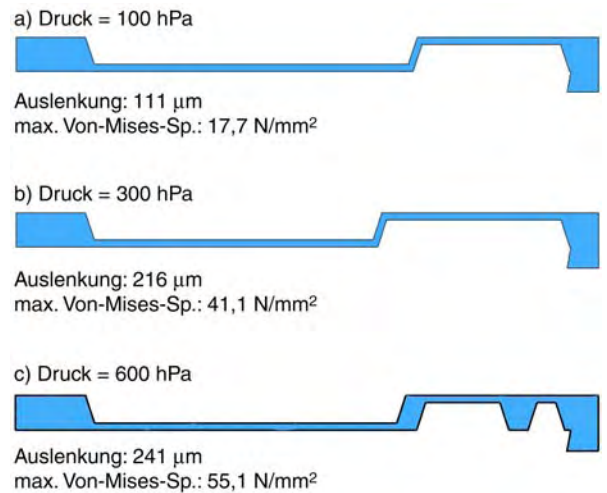 a) Druck = 100 hPa
Auslenkung: 111 μm
max. Von-Mises-Sp.: 17,7 N/mm²
b) Druck = 300 hPa
Auslenkung: 216 μm
max. Von-Mises-Sp.: 41,1 N/mm²
c) Druck = 600 hPa
Auslenkung: 241 μm
max. Von-Mises-Sp.: 55,1 N/mm²